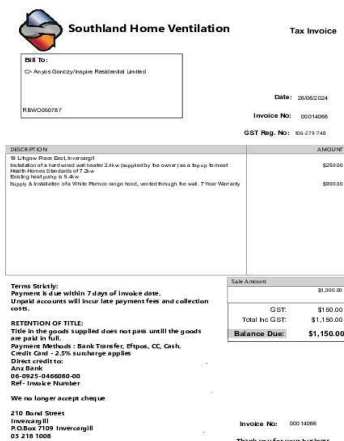 Southland Home Ventilation
Tax Invoice
Bill To:
C/- Angus Gonczy/Inspire Residential Limited
RBWO050787
Date: 26/08/2024
Invoice No: 00014066
GST Reg. No: 106-279-748
DESCRIPTION AMOUNT
19 Lithgow Place East, Invercargill
Installation of a hard wired wall heater 2.4kw (supplied by the owner) as a top up to meet $250.00
Health Homes Standards of 7.2kw
Existing heat pump is 5.4kw
Supply & Installation of a White Parmco range hood, vented through the wall. 7 Year Warranty
Sale Amount
$1,000.00
GST: $150.00
Total Inc GST: $1,150.00
Balance Due: $1,150.00
Terms Strictly:
Payment is due within 7 days of invoice date.
Unpaid accounts will incur late payment fees and collection
costs.
RETENTION OF TITLE:
Title in the goods supplied does not pass untill the goods
are paid in full.
Payment Methods : Bank Transfer, Eftpos, CC, Cash.
Credit Card - 2.5% surcharge applies
Direct credit to:
Anz Bank
06-0925-0466080-00
Ref- Invoice Number
We no longer accept cheque
210 Bond Street
Invercargill
P.O.Box 7109 Invercargill
03 218 1008
Invoice No: 00014066
Thank you for your business